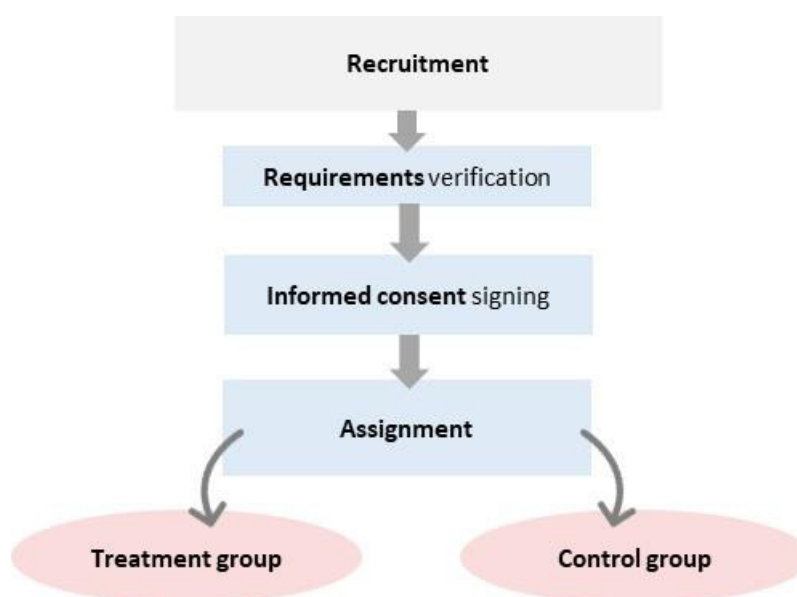 Recruitment
Requirements verification
Informed consent signing
Assignment
Treatment group
Control group